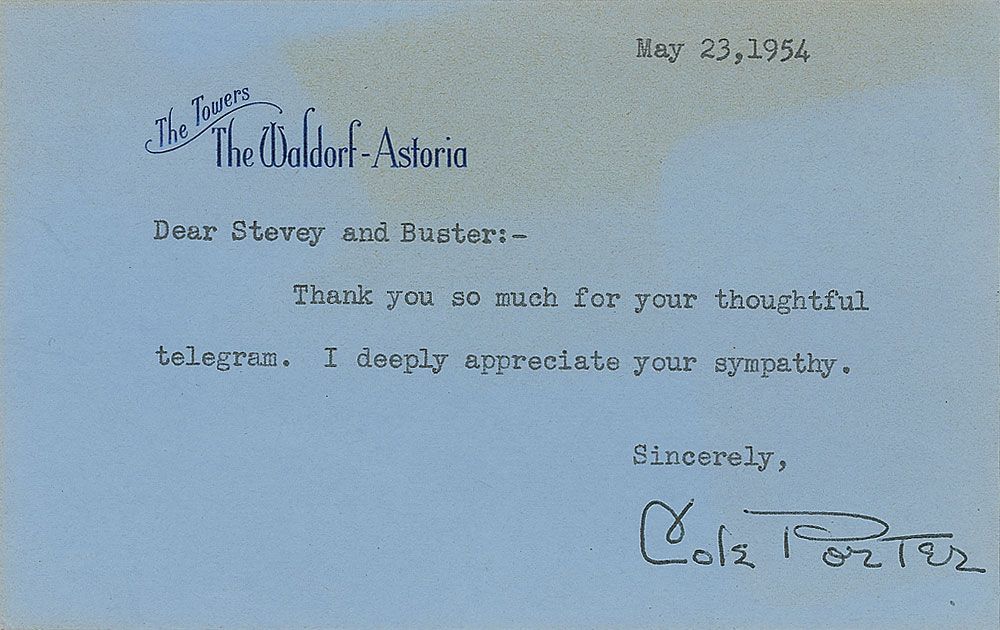 May 23,1954
The Towers
The Waldorf-Astoria
Dear Stevey and Buster:-
Thank you so much for your thoughtful
telegram. I deeply appreciate your sympathy.
Sincerely,
Cole Porter